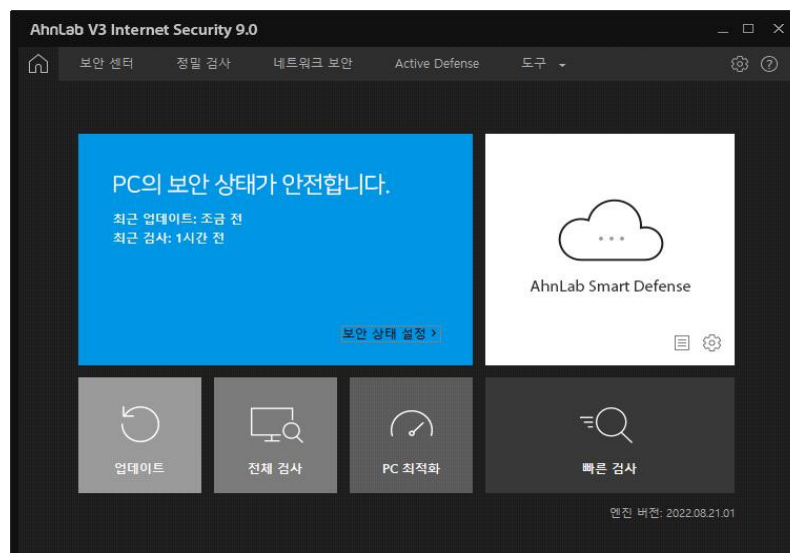 AhnLab V3 Internet Security 9.0
보안 센터 정밀 검사 네트워크 보안 Active Defense 도구
PC의 보안 상태가 안전합니다.
최근 업데이트: 조금 전
최근 검사: 1시간 전
보안 상태 설정 >
AhnLab Smart Defense
업데이트 전체 검사 PC 최적화 빠른 검사
엔진 버전: 2022.08.21.01